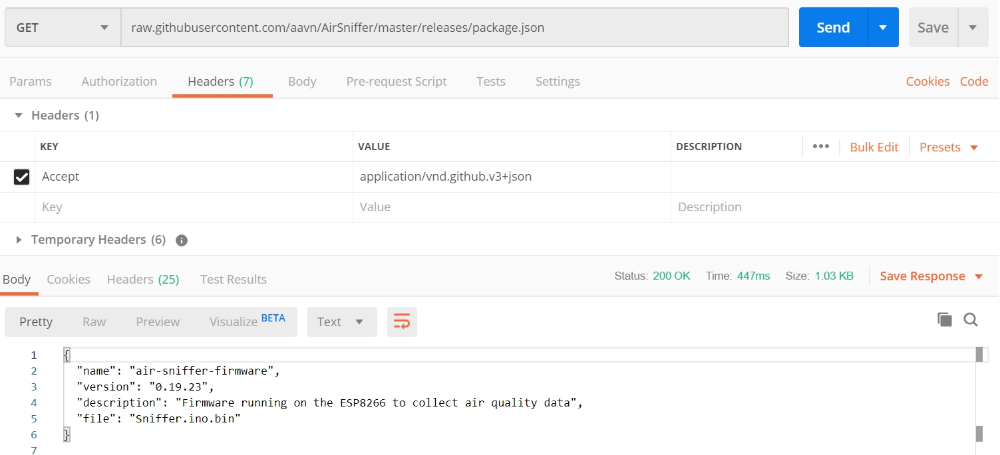 GET raw.githubusercontent.com/aavn/AirSniffer/master/releases/package.json Send Save
Params Authorization Headers (7) Body Pre-request Script Tests Settings Cookies Code
Headers (1)
KEY VALUE DESCRIPTION ••• Bulk Edit Presets
Accept application/vnd.github.v3+json
Key Value Description
Temporary Headers (6) i
Body Cookies Headers (25) Test Results Status: 200 OK Time: 447ms Size: 1.03 KB Save Response
Pretty Raw Preview Visualize BETA Text
1 {
2 "name": "air-sniffer-firmware",
3 "version": "0.19.23",
4 "description": "Firmware running on the ESP8266 to collect air quality data",
5 "file": "Sniffer.ino.bin"
6 }
7